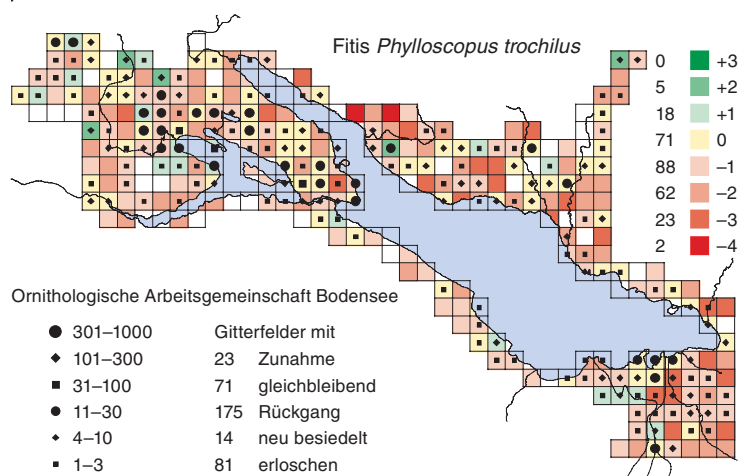 Fitis Phylloscopus trochilus
0 +3
5 +2
18 +1
71 0
88 −1
62 −2
23 −3
2 −4
Ornithologische Arbeitsgemeinschaft Bodensee
301–1000 Gitterfelder mit
101–300 23 Zunahme
31–100 71 gleichbleibend
11–30 175 Rückgang
4–10 14 neu besiedelt
1–3 81 erloschen